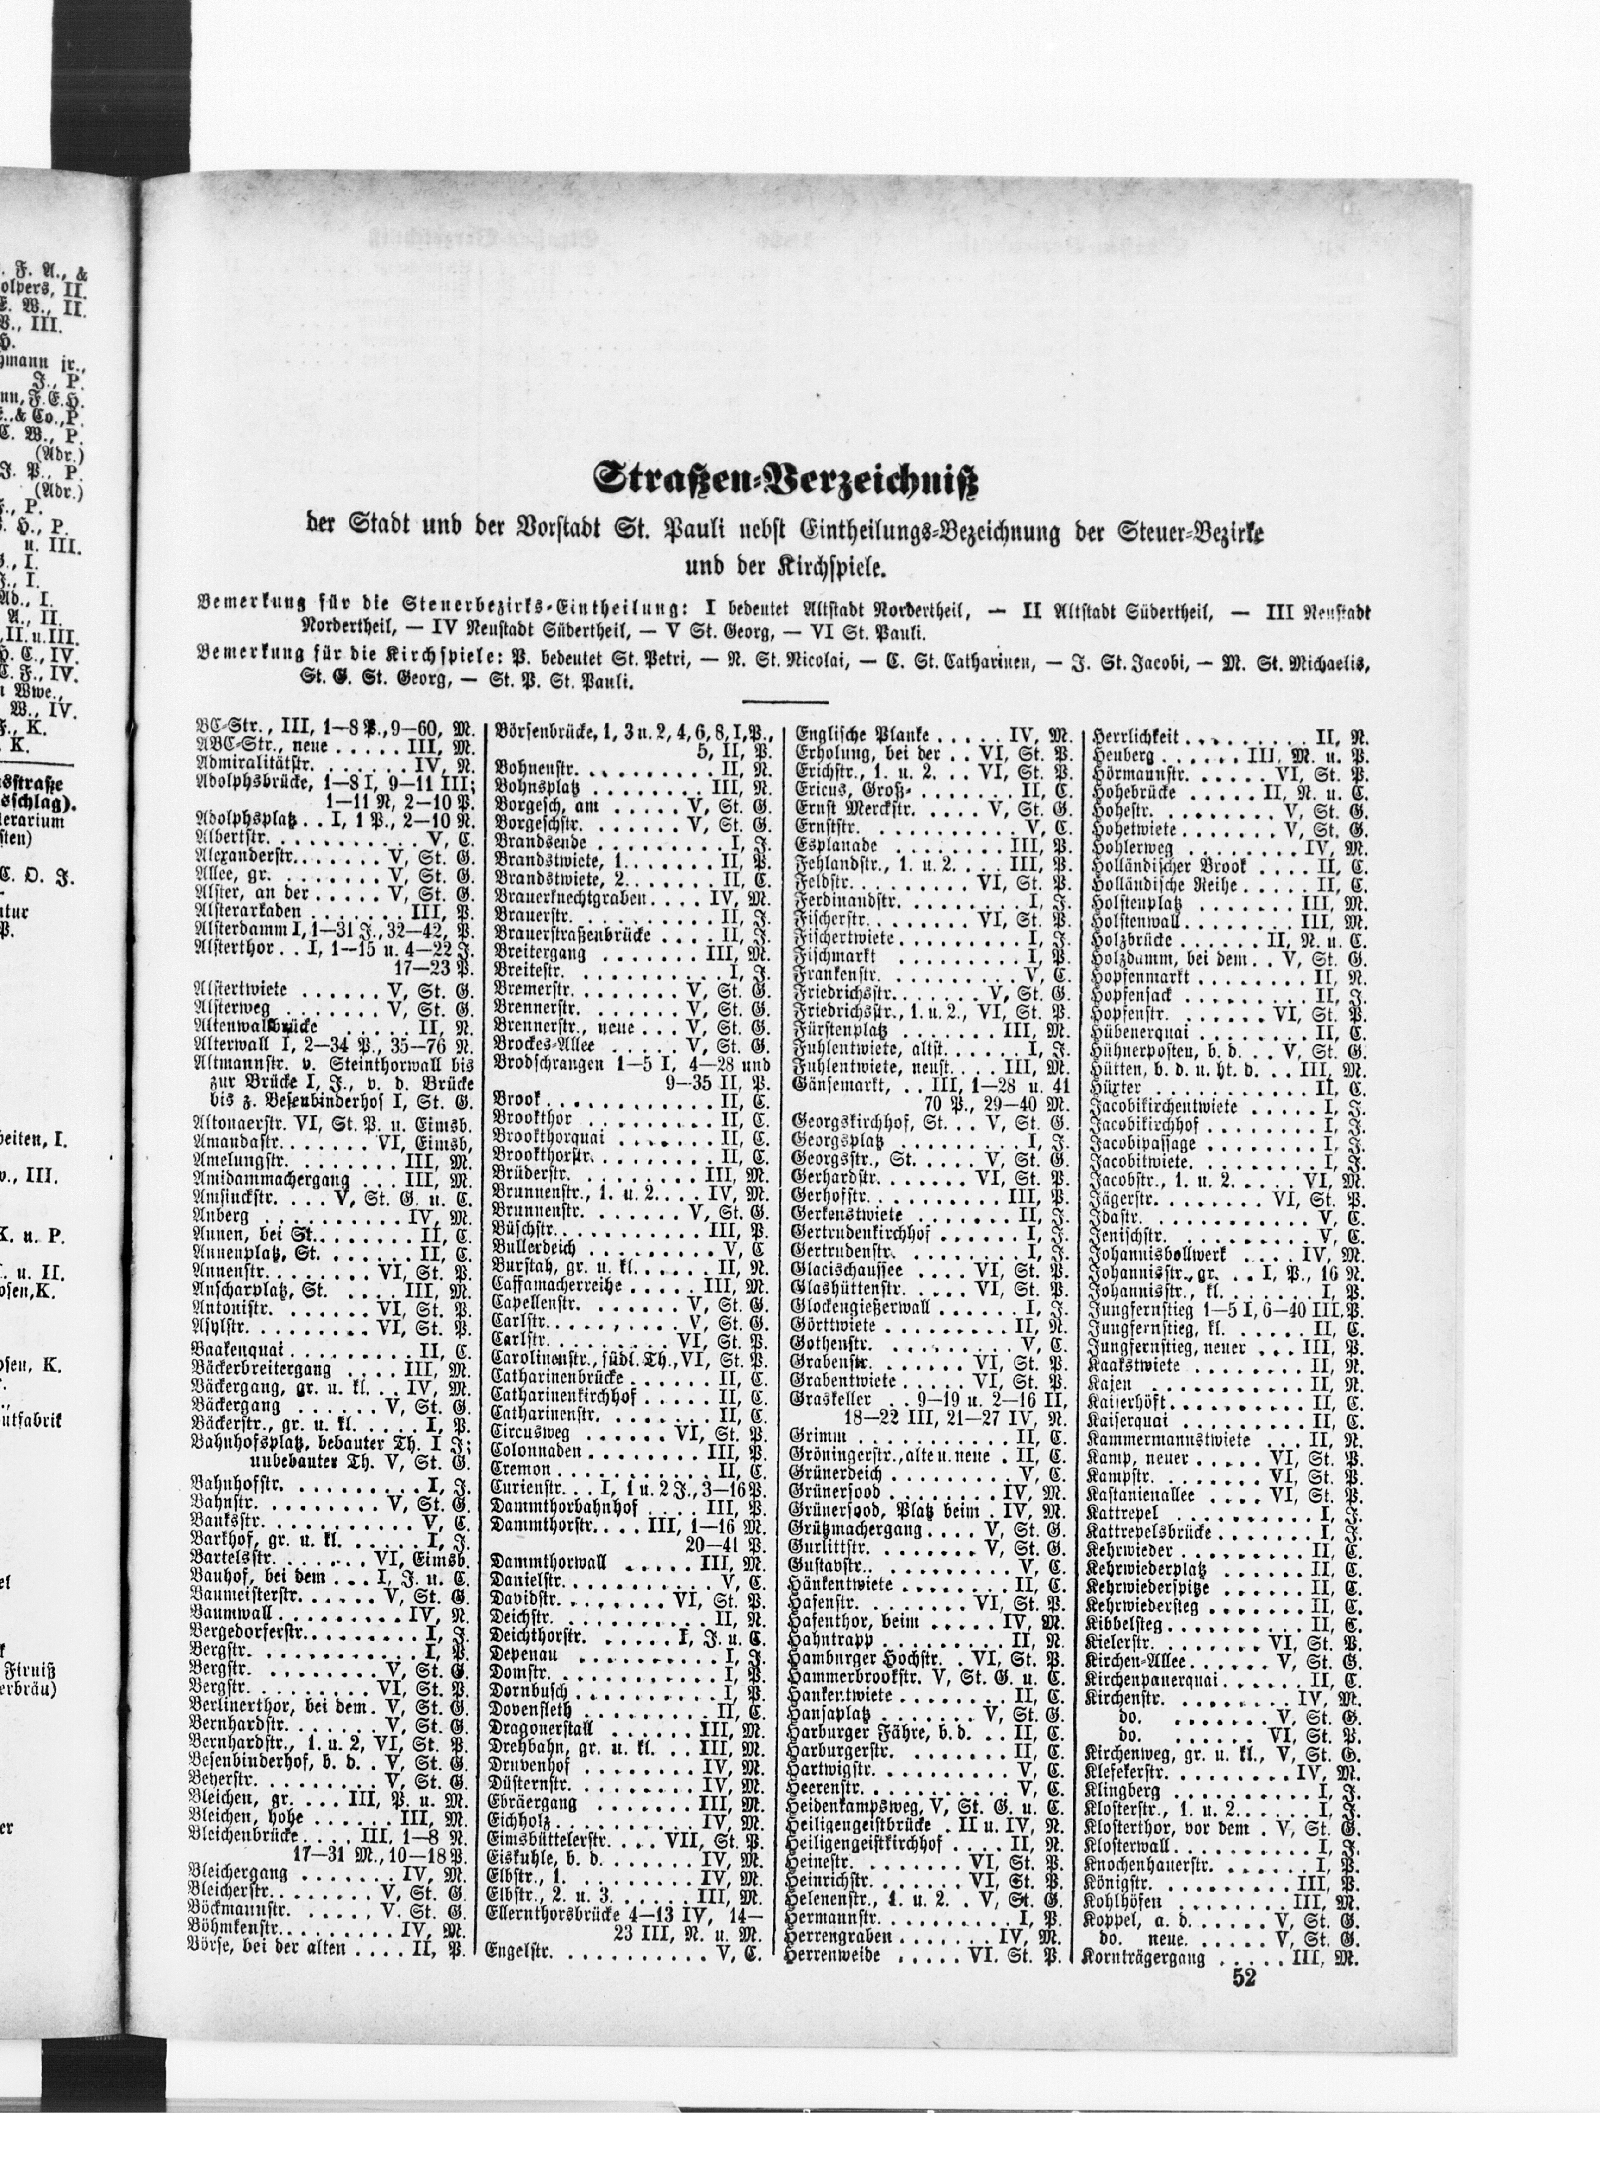 . F. A., &
olpers, II.
E. W., II.
P., III.
H.
hmann jr.,
J., P.
nn, F. E. H.
E. & Co., P.
C. W., P.
(Adr.)
J. P., P.
(Adr.)
F., P.
. H., P.
u. III.
G., I.
J., I.
Ad., I.
A., II.
, II. u. III.
H. C., IV.
C. F., IV.
n Wwe.,
W., IV.
F., K.
K.
sstraße
sschlag).
lerarium
sten)
C. O. J.
ntur
P.
beiten, I.
w., III.
K. u. P.
I. u. II.
osen, K.
osen, K.
hutfabrik
el
k
Firniß
erbräu)
er
Straßen-Verzeichniß
der Stadt und der Vorstadt St. Pauli nebst Eintheilungs-Bezeichnung der Steuer-Bezirke
und der Kirchspiele.
Bemerkung für die Steuerbezirks-Eintheilung: I bedeutet Altstadt Nordertheil, — II Altstadt Südertheil, — III Neustadt
Nordertheil, — IV Neustadt Südertheil, — V St. Georg, — VI St. Pauli.
Bemerkung für die Kirchspiele: P. bedeutet St. Petri, — N. St. Nicolai, — C. St. Catharinen, — J. St. Jacobi, — M. St. Michaelis,
St. G. St. Georg, — St. P. St. Pauli.
BC-Str., III, 1—8 P., 9—60, M.
ABC-Str., neue ..... III, M.
Admiralitätstr. ....... IV, N.
Adolphsbrücke, 1—8 I, 9—11 III;
1—11 N, 2—10 P.
Adolphsplatz .. I, 1 P., 2—10 N.
Albertstr. ........... V, C.
Alexanderstr. ...... V, St. G.
Allee, gr. ........ V, St. G.
Alster, an der ..... V, St. G.
Alsterarkaden ....... III, P.
Alsterdamm I, 1—31 J., 32—42, P.
Alsterthor .. I, 1—15 u. 4—22 J.
17—23 P.
Alstertwiete ...... V, St. G.
Alsterweg ....... V, St. G.
Altenwallbrücke ..... II, N.
Alterwall I, 2—34 P., 35—76 N.
Altmannstr. v. Steinthorwall bis
zur Brücke I, J., v. d. Brücke
bis z. Besenbinderhof I, St. G.
Altonaerstr. VI, St. P. u. Eimsb.
Amandastr. ...... VI, Eimsb.
Amelungstr. ........ III, M.
Amidammachergang ... III, M.
Amsinckstr. ... V, St. G. u. C.
Anberg .......... IV, M.
Annen, bei St. ....... II, C.
Annenplatz, St. ...... II, C.
Annenstr. ....... VI, St. P.
Anscharplatz, St. .... III, M.
Antonistr. ....... VI, St. P.
Asylstr. ........ VI, St. P.
Baakenquai ......... II, C.
Bäckerbreitergang .... III, M.
Bäckergang, gr. u. kl. .. IV, M.
Bäckergang ...... V, St. G.
Bäckerstr., gr. u. kl. ..... I, P.
Bahnhofsplatz, bebauter Th. I J;
unbebauter Th. V, St. G.
Bahnhofstr. .......... I, J.
Bahnstr. ........ V, St. G.
Banksstr. ........... V, C.
Barkhof, gr. u. kl. ...... I, J.
Bartelsstr. ...... VI, Eimsb.
Bauhof, bei dem ... I, J. u. C.
Baumeisterstr. ..... V, St. G.
Baumwall .......... IV, N.
Bergedorferstr. ........ I, J.
Bergstr. ............ I, P.
Bergstr. ........ V, St. G.
Bergstr. ........ VI, St. P.
Berlinerthor, bei dem . V, St. G.
Bernhardstr. ...... V, St. G.
Bernhardstr., 1. u. 2, VI, St. P.
Besenbinderhof, b. d. . V, St. G.
Beyerstr. ........ V, St. G.
Bleichen, gr. ... III, P. u. M.
Bleichen, hohe ...... III, M.
Bleichenbrücke .... III, 1—8 N.
17—31 M., 10—18 P.
Bleichergang ....... IV, M.
Bleicherstr. ....... V, St. G.
Böckmannstr. ..... V. St. G.
Böhmkenstr. ........ IV, M.
Börse, bei der alten .... II, P.
Börsenbrücke, 1, 3 u. 2, 4, 6, 8, I, P.,
5, II, P.
Bohnenstr. ......... II, N.
Bohnsplatz ........ III, N.
Borgesch, am ..... V, St. G.
Borgeschstr. ...... V, St. G.
Brandsende .......... I, J.
Brandstwiete, 1 ....... II, P.
Brandstwiete, 2 ....... II, C.
Brauerknechtgraben .... IV, M.
Brauerstr. .......... II, J.
Brauerstraßenbrücke .... II, J.
Breitergang ........ III, M.
Breitestr. ........... I, J.
Bremerstr. ....... V, St. G.
Brennerstr. ....... V, St. G.
Brennerstr., neue ... V, St. G.
Brockes-Allee ..... V, St. G.
Brodschrangen 1—5 I, 4—28 und
9—35 II, P.
Brook ............ II, C.
Brookthor .......... II, C.
Brookthorquai ....... II, C.
Brookthorstr. ........ II, C.
Brüderstr. ......... III, M.
Brunnenstr., 1. u. 2. ... IV, M.
Brunnenstr. ....... V, St. G.
Büschstr. ......... III, P.
Bullerdeich .......... V, C
Burstah, gr. u. kl. ..... II, N.
Caffamacherreihe ..... III, M.
Capellenstr. ...... V, St. G.
Carlstr. ......... V, St. G.
Carlstr. ........ VI, St. P.
Carolinenstr., südl. Th., VI, St. P.
Catharinenbrücke ...... II, C.
Catharinenkirchhof ..... II, C.
Catharinenstr. ........ II, C.
Circusweg ...... VI, St. P.
Colonnaden ........ III, P.
Cremon ........... II, C.
Curienstr. .. I, 1 u. 2 J., 3—16 P.
Dammthorbahnhof .... III, P.
Dammthorstr. ... III, 1—16 M.
20—41 P.
Dammthorwall ..... III, M.
Danielstr. ........... V, C.
Davidstr. ....... VI, St. P.
Deichstr. .......... II, N.
Deichthorstr. ..... I, J. u. C.
Depenau ........... I, J.
Domstr. ............ I, P.
Dornbusch .......... I, P.
Dovenfleth ......... II, C.
Dragonerstall ...... III, M.
Drehbahn, gr. u. kl. .. III, M.
Druvenhof ......... IV, M.
Düsternstr. ......... IV, M.
Ebräergang ....... III, M.
Eichholz ........... IV, M.
Eimsbüttelerstr. ... VII, St. P.
Eiskuhle, b. d. ....... IV, M.
Elbstr., 1. ......... IV, M.
Elbstr., 2. u. 3. ..... III, M.
Ellernthorsbrücke 4—13 IV, 14—
23 III, N. u. M.
Engelstr. ........... V, C.
Englische Planke ..... IV, M.
Erholung, bei der .. VI, St. P.
Erichstr., 1. u. 2. .. VI, St. P.
Ericus, Groß- ....... II, C.
Ernst Merckstr. .... V, St. G.
Ernststr. ........... V, C.
Esplanade ........ III, P.
Fehlandstr., 1. u. 2. ... III, P.
Feldstr. ........ VI, St. P.
Ferdinandstr. ......... I, J.
Fischerstr. ....... VI, St. P.
Fischertwiete .......... I, J.
Fischmarkt ......... I, P.
Frankenstr. .......... V, C.
Friedrichsstr. ...... V, St. G.
Friedrichsstr., 1. u. 2., VI, St. P.
Fürstenplatz ....... III, M.
Fuhlentwiete, altst. ..... I, J.
Fuhlentwiete, neust. ... III, M.
Gänsemarkt, .. III, 1—28 u. 41
70 P., 29—40 M.
Georgskirchhof, St. .. V, St. G.
Georgsplatz ......... I, J.
Georgsstr., St. .... V, St. G.
Gerhardstr. ...... VI, St. P.
Gerhofstr. ........ III, P.
Gerkenstwiete ....... II, J.
Gertrudenkirchhof ...... I, J.
Gertrudenstr. ......... I, J.
Glacischaussee .... VI, St. P.
Glashüttenstr. ..... VI, St. P.
Glockengießerwall ...... I, J.
Görttwiete ......... II, N.
Gothenstr. .......... V, C.
Grabenstr. ...... VI, St. P.
Grabentwiete ..... VI, St. P.
Graskeller .. 9—19 u. 2—16 II,
18—22 III, 21—27 IV, N.
Grimm ........... II, C.
Gröningerstr., alte u. neue . II, C.
Grünerdeich ......... V, C.
Grünersood ........ IV, M.
Grünersood, Platz beim . IV, M.
Grützmachergang .... V, St. G.
Gurlittstr. ....... V, St. G.
Gustavstr. .......... V, C.
Hänkentwiete ........ II, C.
Hafenstr. ....... VI, St. P.
Hafenthor, beim ..... IV, M.
Hahntrapp ......... II, N.
Hamburger Hochstr. .. VI, St. P.
Hammerbrookstr. V, St. G. u. C.
Hankentwiete ........ II, C.
Hansaplatz ....... V, St. G.
Harburger Fähre, b. d. .. II, C.
Harburgerstr. ........ II, C.
Hartwigstr. .......... V, C.
Heerenstr. ........... V, C.
Heidenkampsweg, V, St. G. u. C.
Heiligengeistbrücke . II u. IV, N.
Heiligengeistkirchhof .... II, N.
Heinestr. ....... VI, St. P.
Heinrichstr. ...... VI, St. P.
Helenenstr., 1. u. 2. . V, St. G.
Hermannstr. ......... I, P.
Herrengraben ....... IV, M.
Herrenweide ..... VI. St. P.
Herrlichkeit ......... II, N.
Heuberg ...... III, M. u. P.
Hörmannstr. ..... VI, St. P.
Hohebrücke ..... II, N. u. C.
Hohestr. ........ V, St. G.
Hohetwiete ....... V, St. G.
Hohlerweg ......... IV, M.
Holländischer Brook .... II, C.
Holländische Reihe ..... II, C.
Holstenplatz ....... III, M.
Holstenwall ........ III, M.
Holzbrücke ...... II, N. u. C.
Holzdamm, bei dem .. V, St. G.
Hopfenmarkt ........ II, N.
Hopfensack ......... II, J.
Hopfenstr. ...... VI, St. P.
Hübenerquai ........ II, C.
Hühnerposten, b. d. .. V, St. G.
Hütten, b. d. u. ht. d. .. III, M.
Hüxter ............ II, C.
Jacobikirchentwiete ..... I, J.
Jacobikirchhof ........ I, J.
Jacobipassage ........ I, J.
Jacobitwiete .......... I, J.
Jacobstr., 1. u. 2. ..... VI, M.
Jägerstr. ....... VI, St. P.
Idastr. ............ V, C.
Jenischstr. .......... V, C.
Johannisbollwerk .... IV, M.
Johannisstr., gr. .. I, P., 16 N.
Johannisstr., kl. ....... I, P.
Jungfernstieg 1—5 I, 6—40 III. P.
Jungfernstieg, kl. ..... II, C.
Jungfernstieg, neuer ... III, P.
Kaakstwiete ........ II, N.
Kajen ............ II, N.
Kaiserhöft .......... II, C.
Kaiserquai ......... II, C.
Kammermannstwiete ... II, N.
Kamp, neuer ..... VI, St. P.
Kampstr. ....... VI, St. P.
Kastanienallee .... VI, St. P.
Kattrepel .......... I, J.
Kattrepelsbrücke ....... I, J.
Kehrwieder ......... II, C.
Kehrwiederplatz ...... II, C.
Kehrwiederspitze ...... II, C.
Kehrwiedersteg ....... II, C.
Kibbelsteg .......... II, C.
Kielerstr. ....... VI, St. P.
Kirchen-Allee ...... V, St. G.
Kirchenpauerquai ...... II, C.
Kirchenstr. ......... IV, M.
do. ....... V, St. G.
do. ...... VI, St. P.
Kirchenweg, gr. u. kl., V, St. G.
Klefekerstr. ......... IV, M.
Klingberg .......... I, J.
Klosterstr., 1. u. 2. ...... I, J.
Klosterthor, vor dem . V, St. G.
Klosterwall .......... I, J.
Knochenhauerstr. ....... I, P.
Königstr. ......... III, P.
Kohlhöfen ........ III, M.
Koppel, a. d. ..... V, St. G.
do. neue. ..... V, St. G.
Kornträgergang ..... III, M.
52